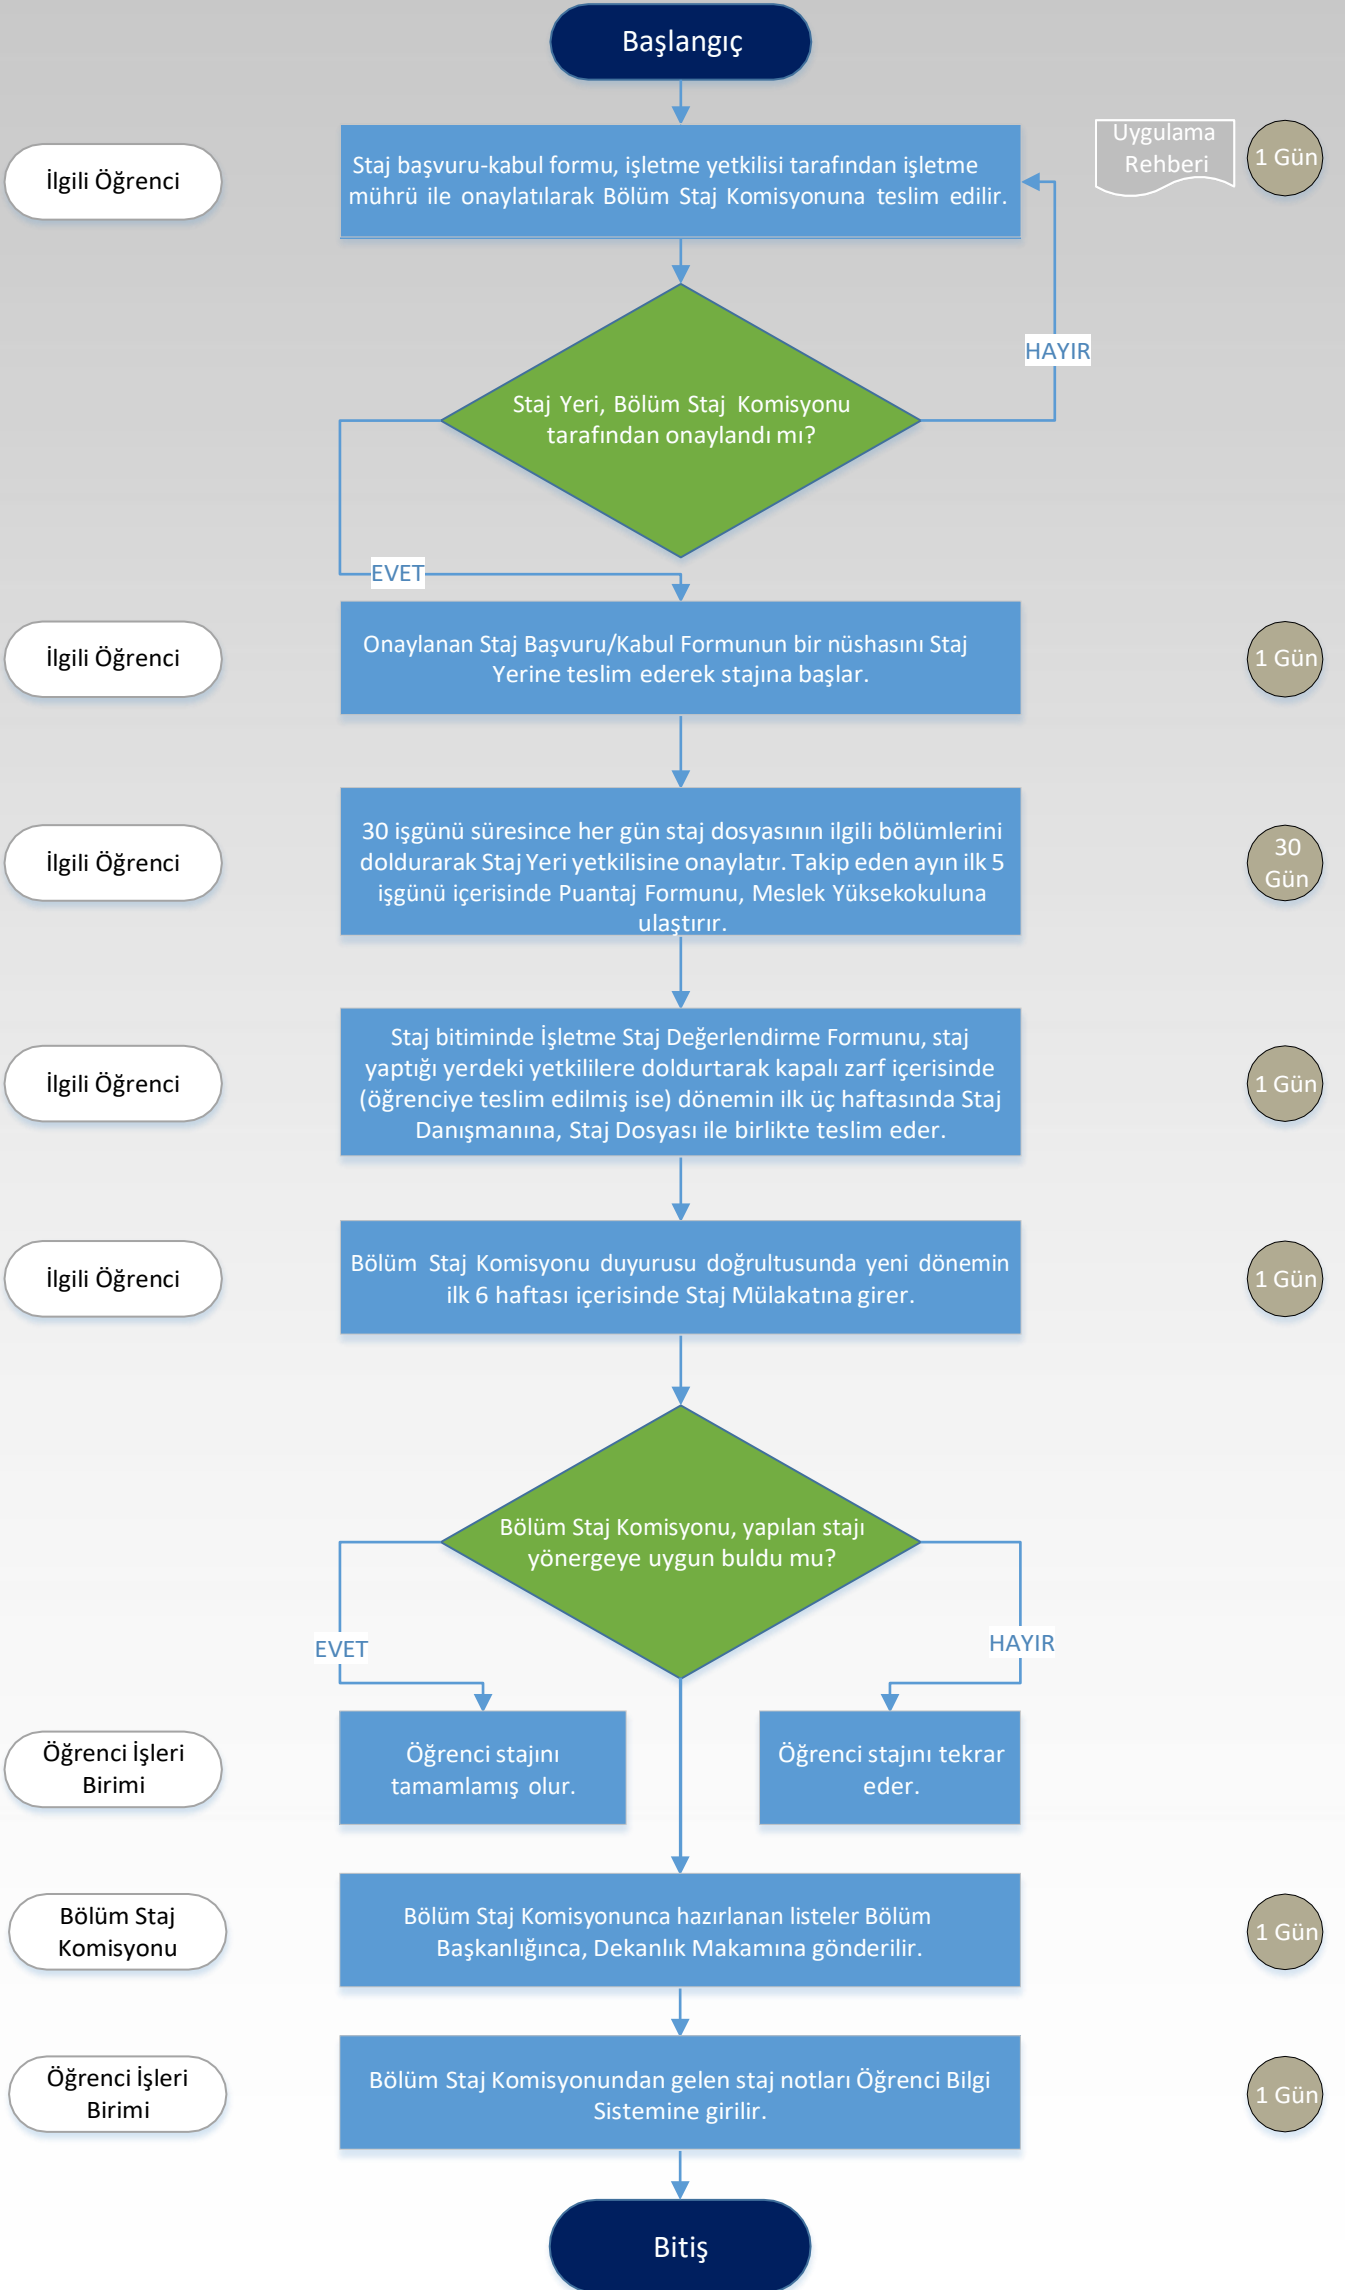 Başlangıç
İlgili Öğrenci
Staj başvuru-kabul formu, işletme yetkilisi tarafından işletme
mührü ile onaylatılarak Bölüm Staj Komisyonuna teslim edilir.
Uygulama
Rehberi
1 Gün
HAYIR
Staj Yeri, Bölüm Staj Komisyonu
tarafından onaylandı mı?
EVET
İlgili Öğrenci
Onaylanan Staj Başvuru/Kabul Formunun bir nüshasını Staj
Yerine teslim ederek stajına başlar.
1 Gün
İlgili Öğrenci
30 işgünü süresince her gün staj dosyasının ilgili bölümlerini
doldurarak Staj Yeri yetkilisine onaylatır. Takip eden ayın ilk 5
işgünü içerisinde Puantaj Formunu, Meslek Yüksekokuluna
ulaştırır.
30
Gün
İlgili Öğrenci
Staj bitiminde İşletme Staj Değerlendirme Formunu, staj
yaptığı yerdeki yetkililere doldurtarak kapalı zarf içerisinde
(öğrenciye teslim edilmiş ise) dönemin ilk üç haftasında Staj
Danışmanına, Staj Dosyası ile birlikte teslim eder.
1 Gün
İlgili Öğrenci
Bölüm Staj Komisyonu duyurusu doğrultusunda yeni dönemin
ilk 6 haftası içerisinde Staj Mülakatına girer.
1 Gün
Bölüm Staj Komisyonu, yapılan stajı
yönergeye uygun buldu mu?
EVET
HAYIR
Öğrenci İşleri
Birimi
Öğrenci stajını
tamamlamış olur.
Öğrenci stajını tekrar
eder.
Bölüm Staj
Komisyonu
Bölüm Staj Komisyonunca hazırlanan listeler Bölüm
Başkanlığınca, Dekanlık Makamına gönderilir.
1 Gün
Öğrenci İşleri
Birimi
Bölüm Staj Komisyonundan gelen staj notları Öğrenci Bilgi
Sistemine girilir.
1 Gün
Bitiş